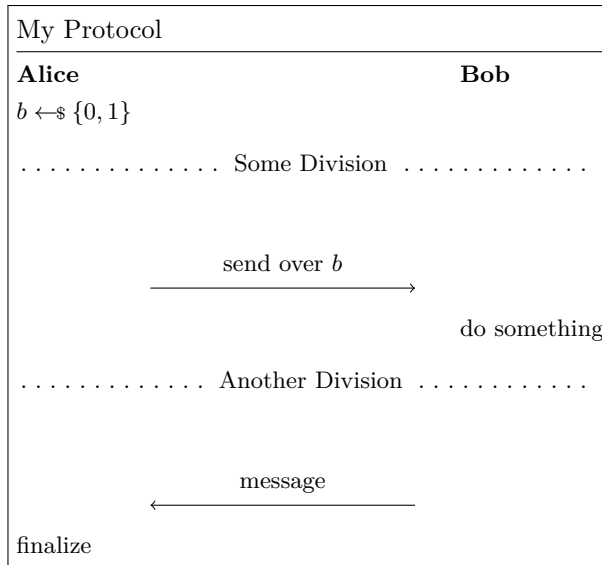 My Protocol
Alice Bob
b ←$ {0, 1}
. . . . . . . . . . . . . . Some Division . . . . . . . . . . . . .
send over b
do something
. . . . . . . . . . . . . Another Division . . . . . . . . . . . .
message
finalize